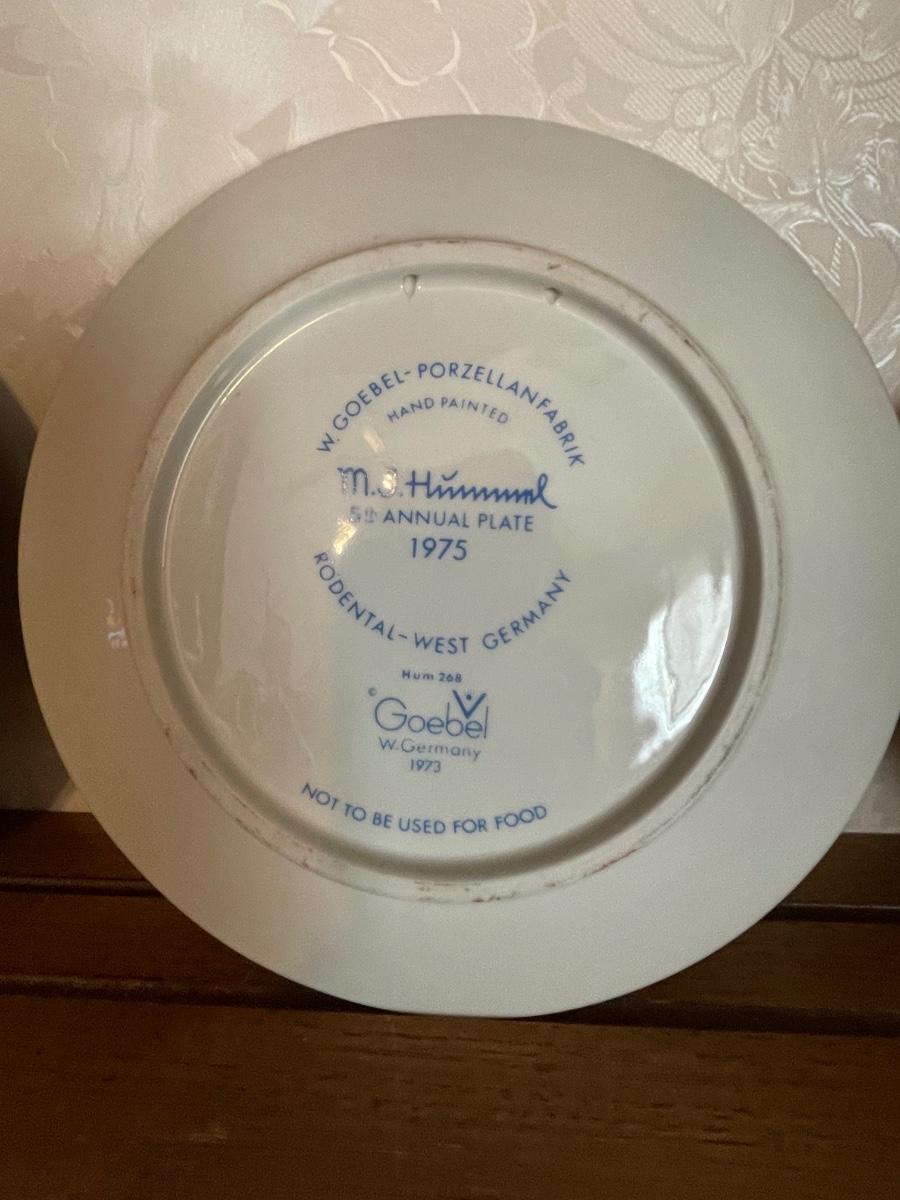 W. GOEBEL-PORZELLANFABRIK
HAND PAINTED
M.J. Hummel
5th ANNUAL PLATE
1975
RÖDENTAL-WEST GERMANY
Hum 268
© Goebel
W. Germany
1973
NOT TO BE USED FOR FOOD